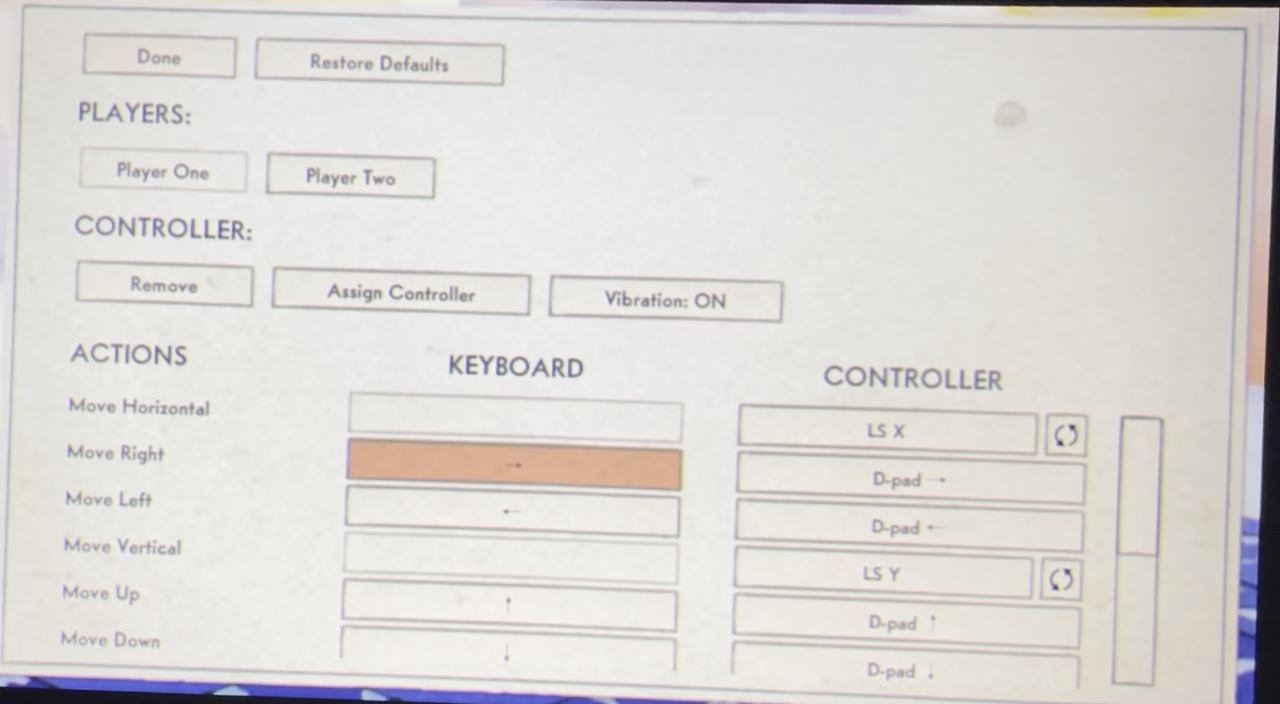 Done Restore Defaults
PLAYERS:
Player One Player Two
CONTROLLER:
Remove Assign Controller Vibration: ON
ACTIONS KEYBOARD CONTROLLER
Move Horizontal LS X
Move Right → D-pad →
Move Left ← D-pad ←
Move Vertical LS Y
Move Up ↑ D-pad ↑
Move Down ↓ D-pad ↓